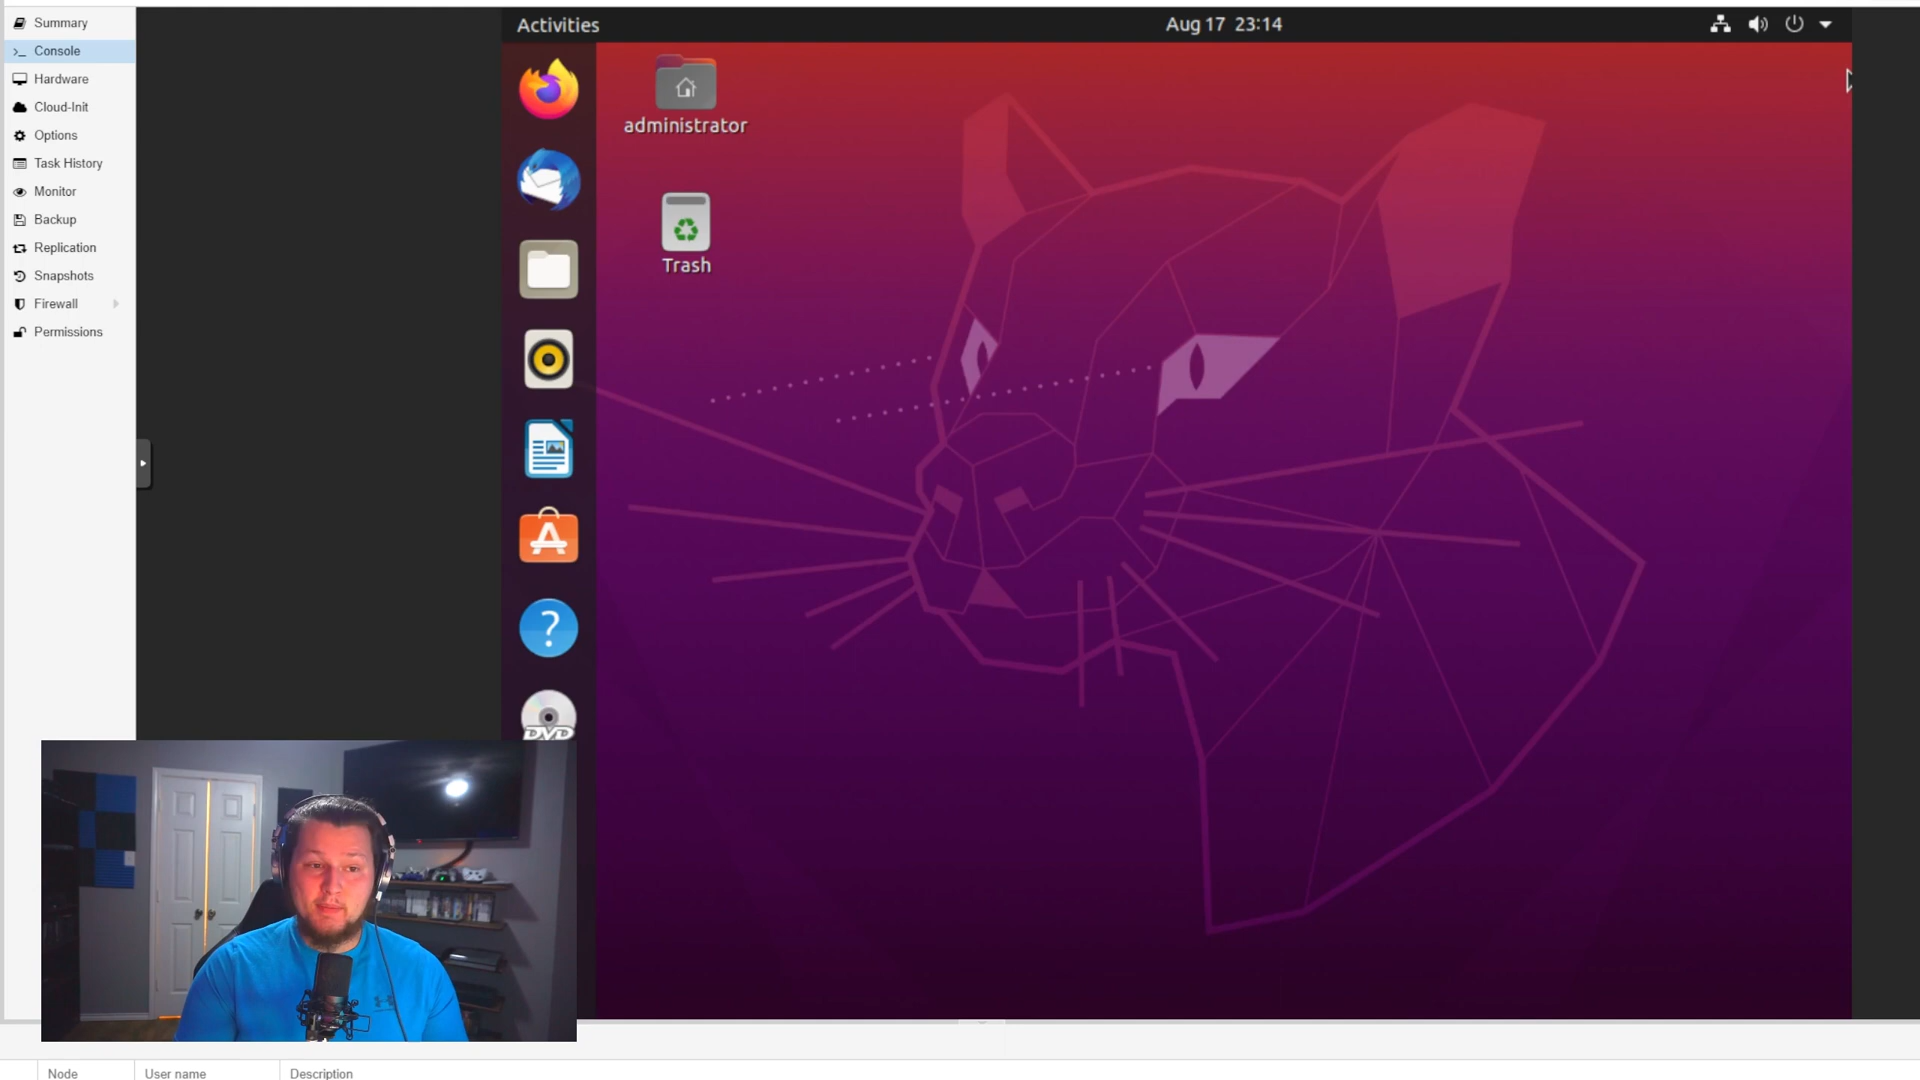 Summary
Console
Hardware
Cloud-Init
Options
Task History
Monitor
Backup
Replication
Snapshots
Firewall
Permissions
Activities
Aug 17 23:14
administrator
Trash
?
DVD
Node
User name
Description